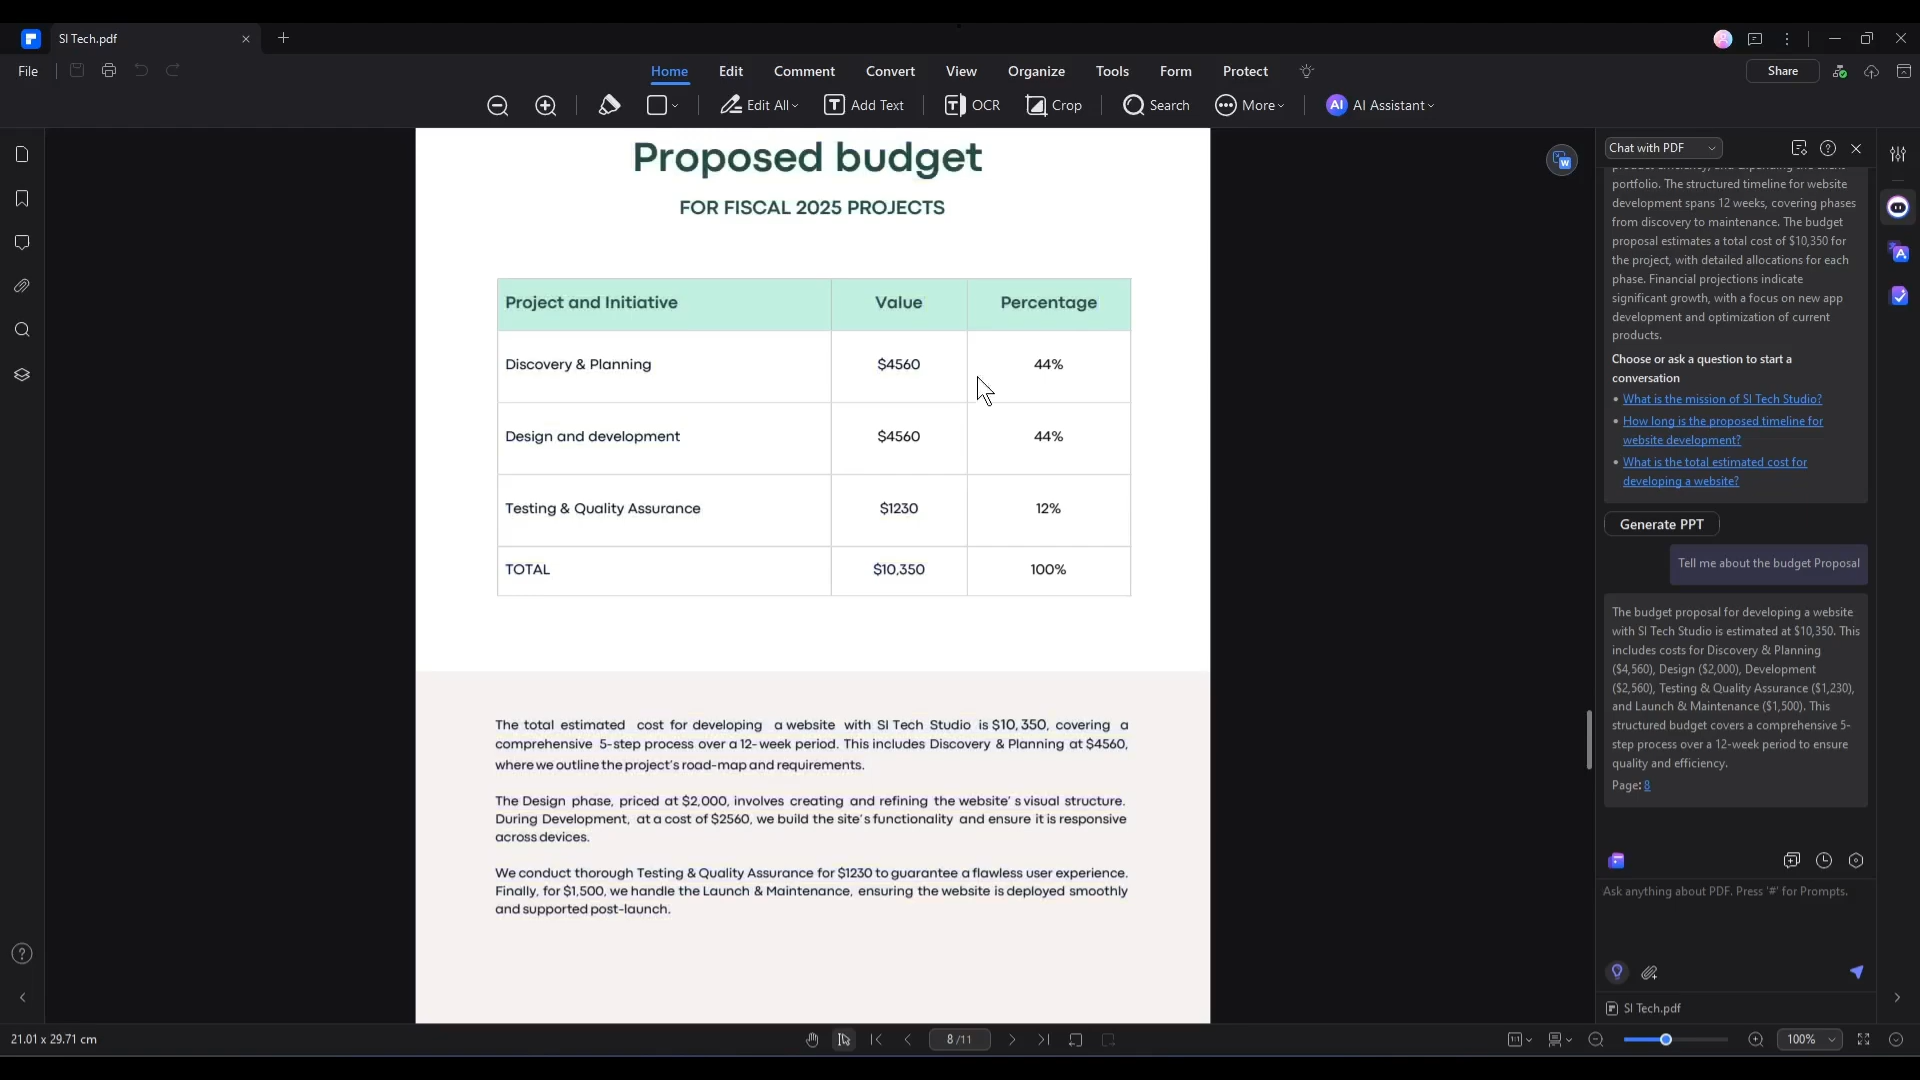 SI Tech.pdf
File
Home Edit Comment Convert View Organize Tools Form Protect
Share
Edit All Add Text OCR Crop Search More AI AI Assistant
Proposed budget
FOR FISCAL 2025 PROJECTS
Project and Initiative Value Percentage
Discovery & Planning $4560 44%
Design and development $4560 44%
Testing & Quality Assurance $1230 12%
TOTAL $10,350 100%
The total estimated cost for developing a website with SI Tech Studio is $10, 350, covering a
comprehensive 5-step process over a 12-week period. This includes Discovery & Planning at $4560,
where we outline the project's road-map and requirements.
The Design phase, priced at $2,000, involves creating and refining the website' s visual structure.
During Development, at a cost of $2560, we build the site's functionality and ensure it is responsive
across devices.
We conduct thorough Testing & Quality Assurance for $1230 to guarantee a flawless user experience.
Finally, for $1,500, we handle the Launch & Maintenance, ensuring the website is deployed smoothly
and supported post-launch.
Chat with PDF
portfolio. The structured timeline for website
development spans 12 weeks, covering phases
from discovery to maintenance. The budget
proposal estimates a total cost of $10,350 for
the project, with detailed allocations for each
phase. Financial projections indicate
significant growth, with a focus on new app
development and optimization of current
products.
Choose or ask a question to start a
conversation
• What is the mission of SI Tech Studio?
• How long is the proposed timeline for
website development?
• What is the total estimated cost for
developing a website?
Generate PPT
Tell me about the budget Proposal
The budget proposal for developing a website
with SI Tech Studio is estimated at $10,350. This
includes costs for Discovery & Planning
($4,560), Design ($2,000), Development
($2,560), Testing & Quality Assurance ($1,230),
and Launch & Maintenance ($1,500). This
structured budget covers a comprehensive 5-
step process over a 12-week period to ensure
quality and efficiency.
Page: 8
Ask anything about PDF. Press '#' for Prompts.
SI Tech.pdf
21.01 x 29.71 cm
8 /11
100%